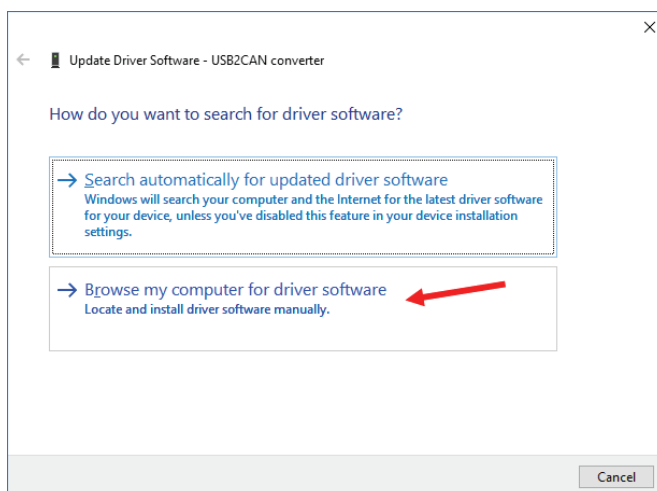 Update Driver Software - USB2CAN converter
How do you want to search for driver software?
Search automatically for updated driver software
Windows will search your computer and the Internet for the latest driver software
for your device, unless you've disabled this feature in your device installation
settings.
Browse my computer for driver software
Locate and install driver software manually.
Cancel